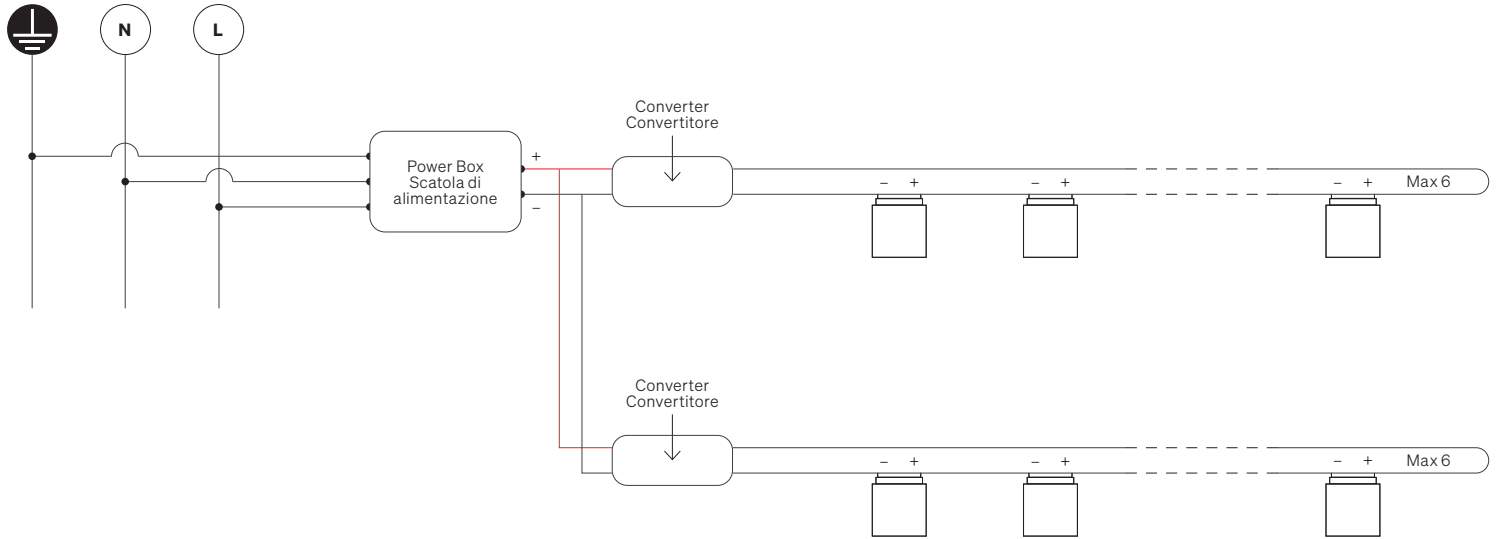 N
L
Converter
Convertitore
Power Box
Scatola di
alimentazione
+
–
– +
– +
– +
Max 6
Converter
Convertitore
– +
– +
– +
Max 6